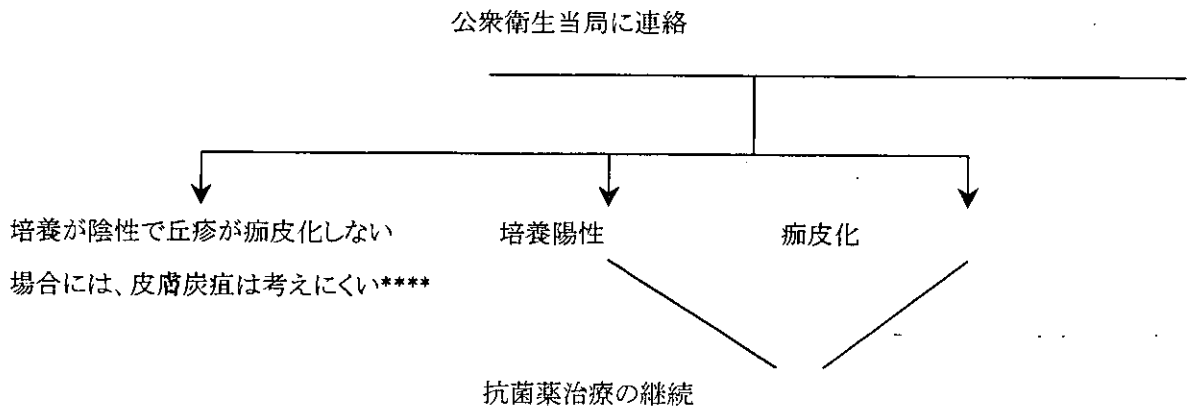 公衆衛生当局に連絡
培養が陰性で丘疹が痂皮化しない
場合には、皮膚炭疽は考えにくい****
培養陽性
痂皮化
抗菌薬治療の継続